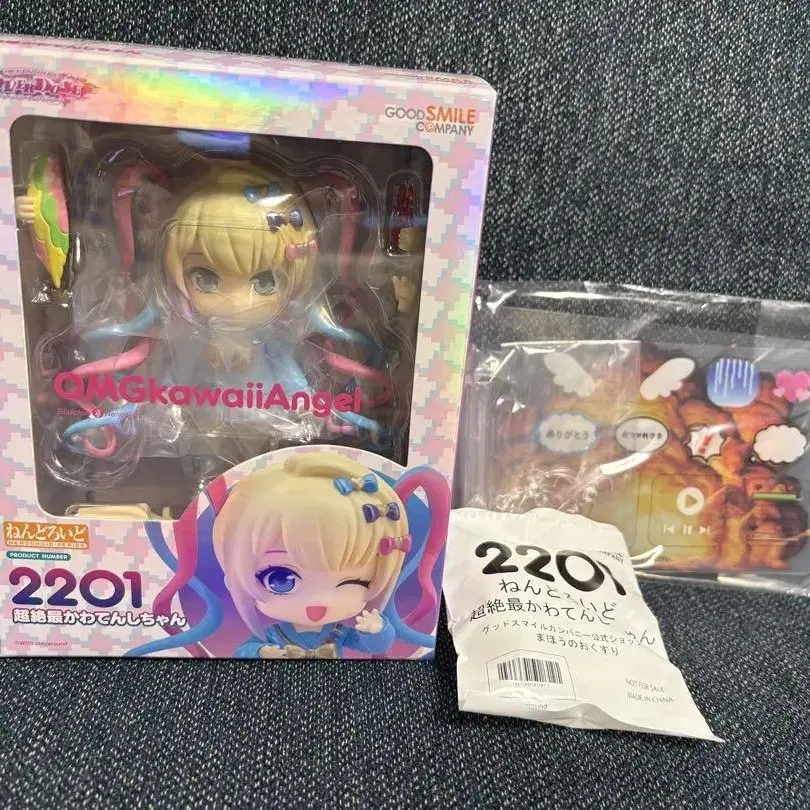 GOOD SMILE
COMPANY
OMGkawaiiAngel
ねんどろいど
NENDOROID SERIES
PRODUCT NUMBER
2201
超絶最かわてんしちゃん
ありがとう
2201
ねんどろいど
超絶最かわてんしちゃん
グッドスマイルカンパニー公式ショップ
まほうのおくすり
NOT FOR SALE
MADE IN CHINA